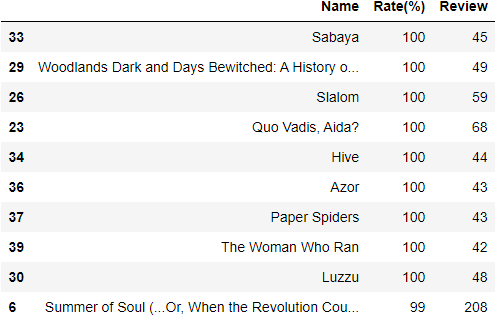 Name Rate(%) Review
33 Sabaya 100 45
29 Woodlands Dark and Days Bewitched: A History o... 100 49
26 Slalom 100 59
23 Quo Vadis, Aida? 100 68
34 Hive 100 44
36 Azor 100 43
37 Paper Spiders 100 43
39 The Woman Who Ran 100 42
30 Luzzu 100 48
6 Summer of Soul (...Or, When the Revolution Cou... 99 208